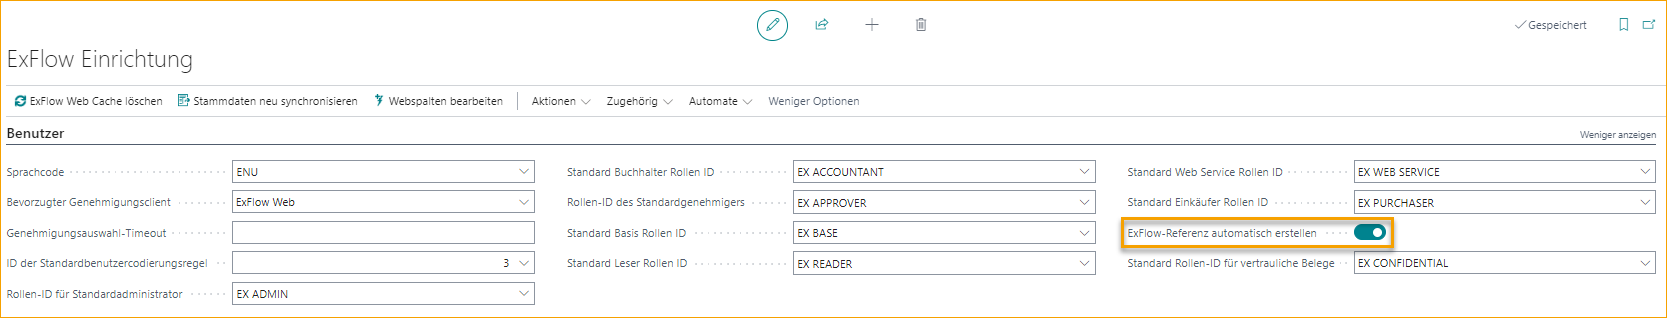 Gespeichert
ExFlow Einrichtung
ExFlow Web Cache löschen Stammdaten neu synchronisieren Webspalten bearbeiten Aktionen Zugehörig Automate Weniger Optionen
Benutzer Weniger anzeigen
Sprachcode ENU Standard Buchhalter Rollen ID EX ACCOUNTANT Standard Web Service Rollen ID EX WEB SERVICE
Bevorzugter Genehmigungsclient ExFlow Web Rollen-ID des Standardgenehmigers EX APPROVER Standard Einkäufer Rollen ID EX PURCHASER
Genehmigungsauswahl-Timeout Standard Basis Rollen ID EX BASE ExFlow-Referenz automatisch erstellen
ID der Standardbenutzercodierungsregel 3 Standard Leser Rollen ID EX READER Standard Rollen-ID für vertrauliche Belege EX CONFIDENTIAL
Rollen-ID für Standardadministrator EX ADMIN